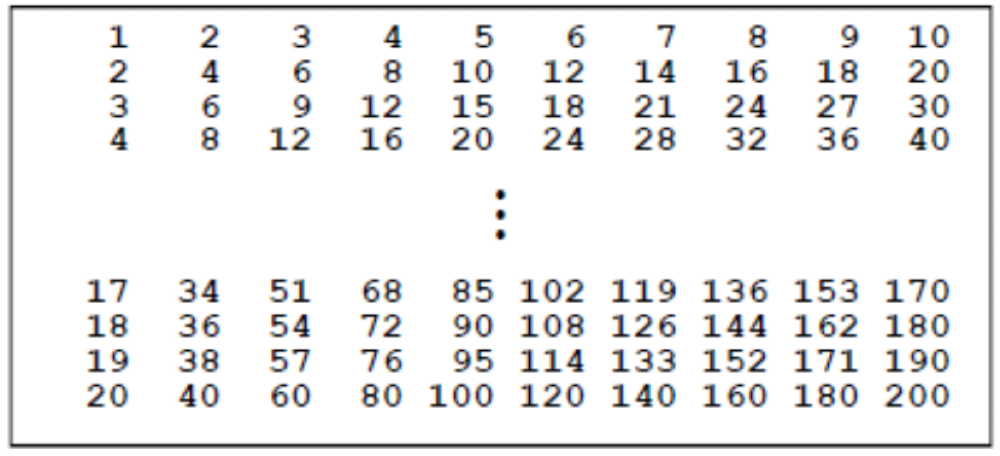 1 2 3 4 5 6 7 8 9 10
2 4 6 8 10 12 14 16 18 20
3 6 9 12 15 18 21 24 27 30
4 8 12 16 20 24 28 32 36 40
⋮
17 34 51 68 85 102 119 136 153 170
18 36 54 72 90 108 126 144 162 180
19 38 57 76 95 114 133 152 171 190
20 40 60 80 100 120 140 160 180 200